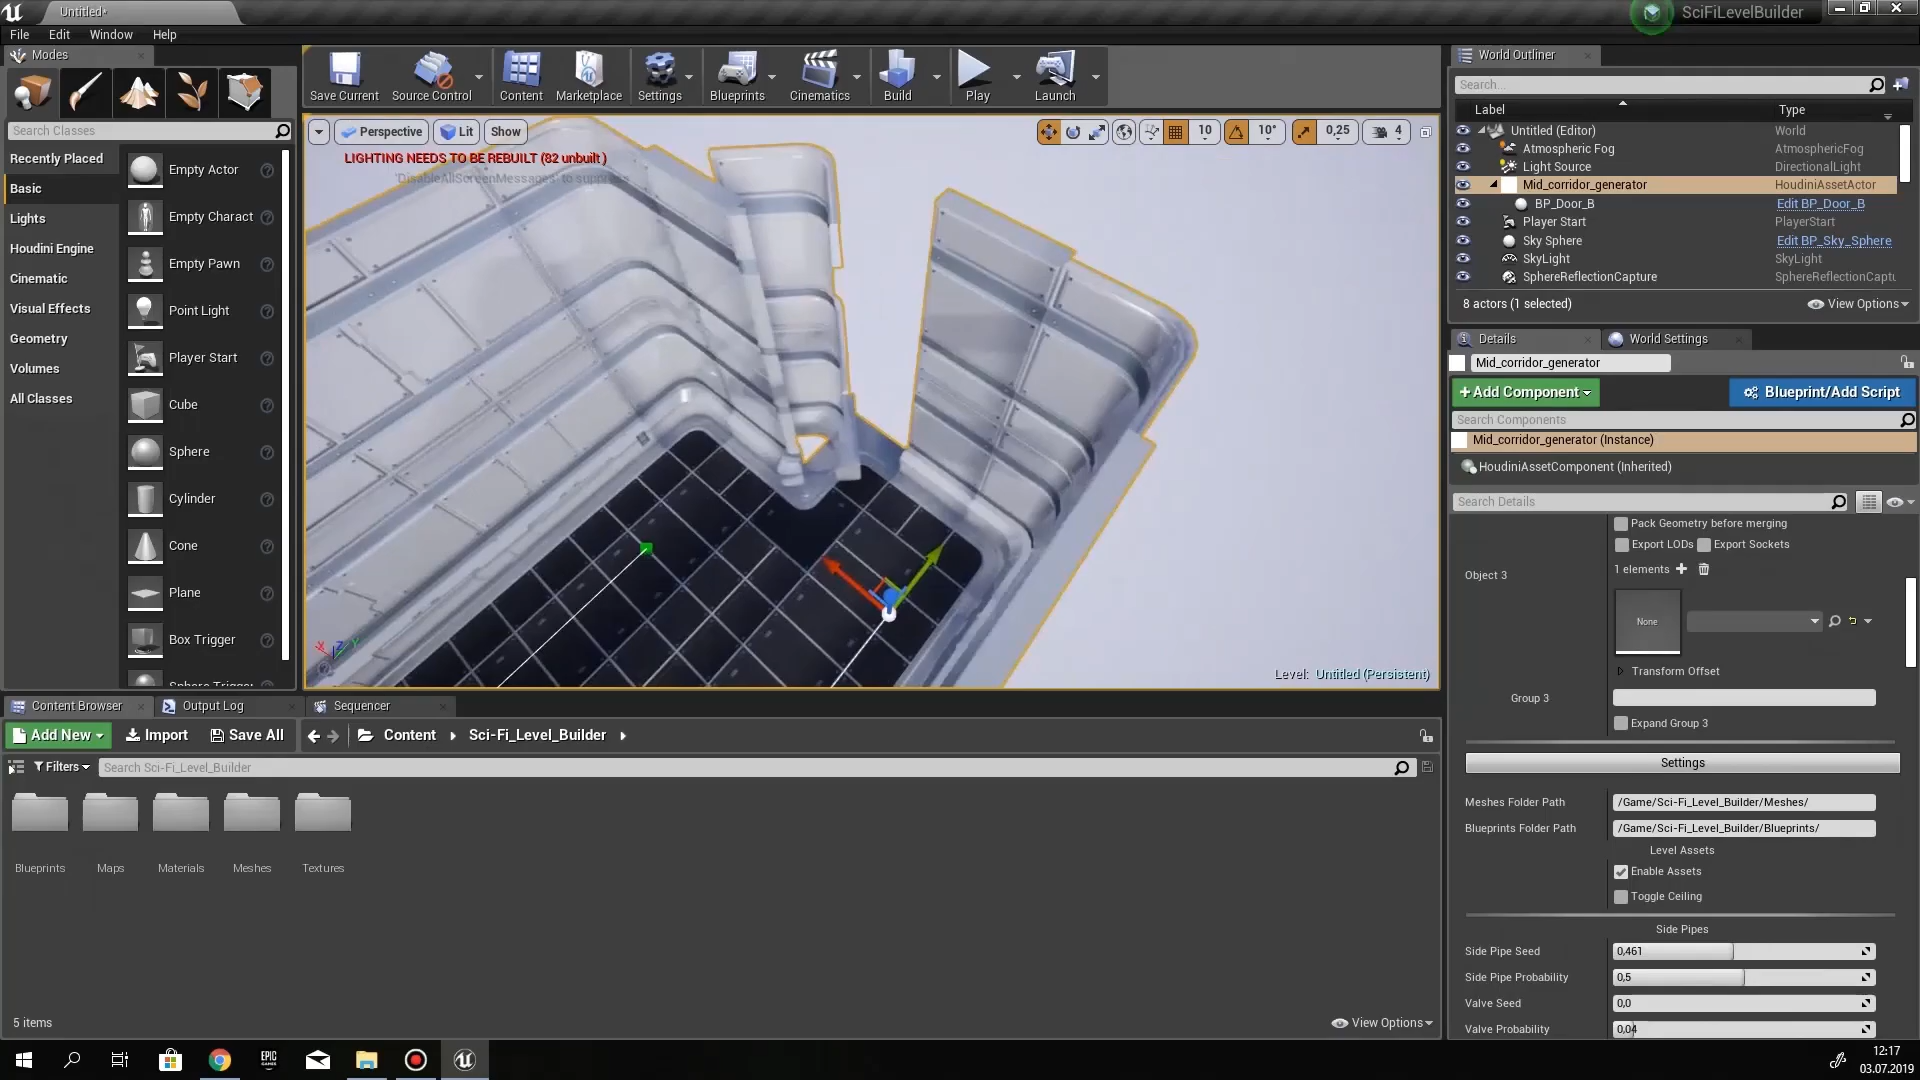 Untitled*
SciFiLevelBuilder
File Edit Window Help
Modes
Search Classes
Recently Placed
Basic
Lights
Houdini Engine
Cinematic
Visual Effects
Geometry
Volumes
All Classes
Empty Actor
Empty Charact
Empty Pawn
Point Light
Player Start
Cube
Sphere
Cylinder
Cone
Plane
Box Trigger
Sphere Trigge
Save Current
Source Control
Content
Marketplace
Settings
Blueprints
Cinematics
Build
Play
Launch
Perspective
Lit
Show
10
10°
0,25
4
LIGHTING NEEDS TO BE REBUILT (82 unbuilt )
'DisableAllScreenMessages' to suppress
Level: Untitled (Persistent)
World Outliner
Search...
Label Type
Untitled (Editor) World
Atmospheric Fog AtmosphericFog
Light Source DirectionalLight
Mid_corridor_generator HoudiniAssetActor
BP_Door_B Edit BP_Door_B
Player Start PlayerStart
Sky Sphere Edit BP_Sky_Sphere
SkyLight SkyLight
SphereReflectionCapture SphereReflectionCaptu
8 actors (1 selected)
View Options
Details
World Settings
Mid_corridor_generator
+Add Component
Blueprint/Add Script
Search Components
Mid_corridor_generator (Instance)
HoudiniAssetComponent (Inherited)
Search Details
Pack Geometry before merging
Export LODs Export Sockets
Object 3
1 elements
None
Transform Offset
Group 3
Expand Group 3
Settings
Meshes Folder Path /Game/Sci-Fi_Level_Builder/Meshes/
Blueprints Folder Path /Game/Sci-Fi_Level_Builder/Blueprints/
Level Assets
Enable Assets
Toggle Ceiling
Side Pipes
Side Pipe Seed 0,461
Side Pipe Probability 0,5
Valve Seed 0,0
Valve Probability 0,04
Content Browser
Output Log
Sequencer
Add New
Import
Save All
Content
Sci-Fi_Level_Builder
Filters
Search Sci-Fi_Level_Builder
Blueprints
Maps
Materials
Meshes
Textures
5 items
View Options
EPIC
GAMES
12:17
03.07.2019